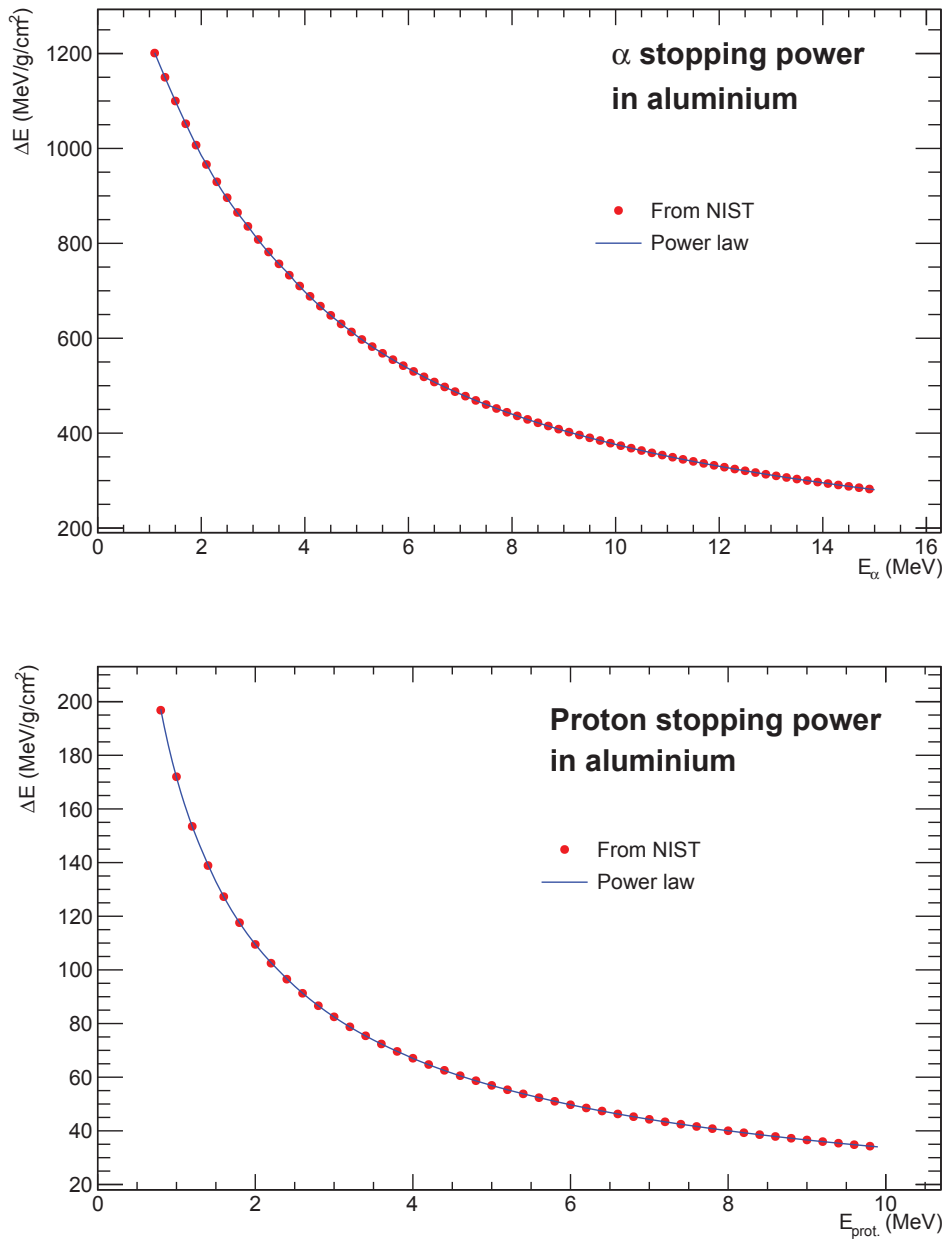 α stopping power
in aluminium
From NIST
Power law
ΔE (MeV/g/cm²)
1200
1000
800
600
400
200
0 2 4 6 8 10 12 14 16
E_α (MeV)
Proton stopping power
in aluminium
From NIST
Power law
ΔE (MeV/g/cm²)
200
180
160
140
120
100
80
60
40
20
0 2 4 6 8 10
E_prot. (MeV)